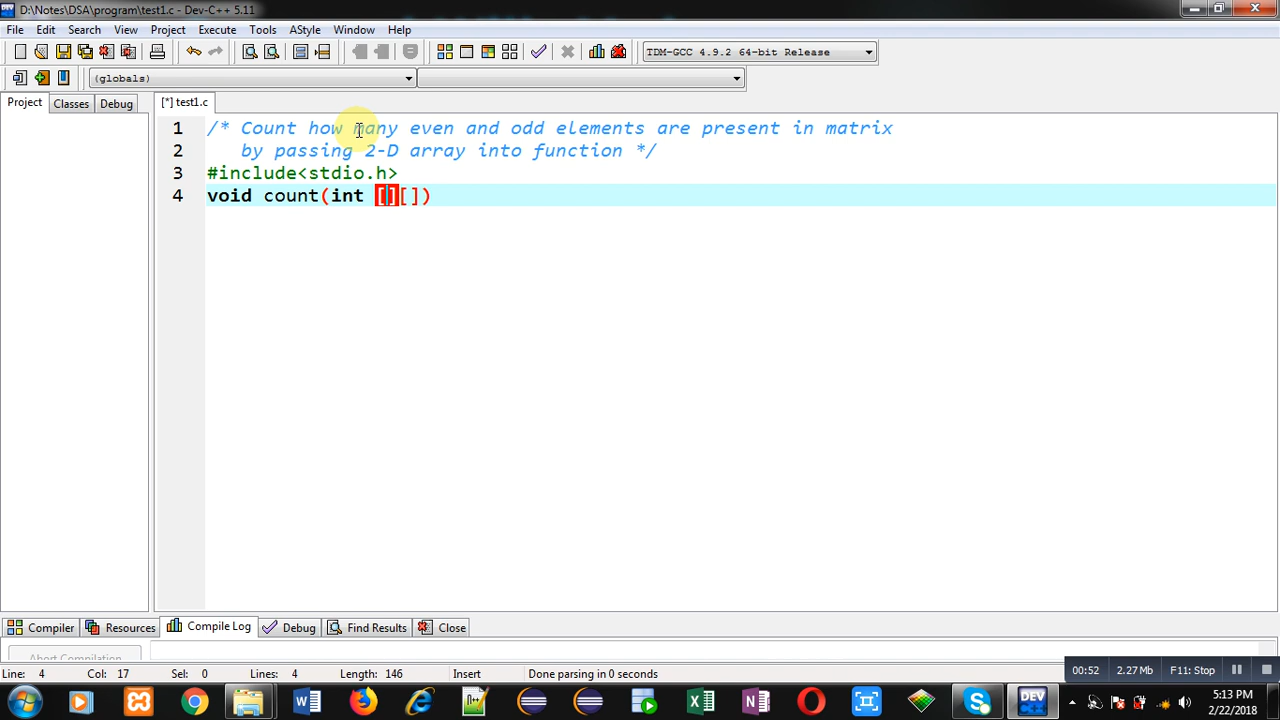 D:\Notes\DSA\program\test1.c - Dev-C++ 5.11
File Edit Search View Project Execute Tools AStyle Window Help
TDM-GCC 4.9.2 64-bit Release
(globals)
Project Classes Debug [*] test1.c
1 /* Count how many even and odd elements are present in matrix
2 by passing 2-D array into function */
3 #include<stdio.h>
4 void count(int [][])
Compiler Resources Compile Log Debug Find Results Close
Abort Compilation
Line: 4 Col: 17 Sel: 0 Lines: 4 Length: 146 Insert Done parsing in 0 seconds
00:52 2.27 Mb F11: Stop
5:13 PM
2/22/2018